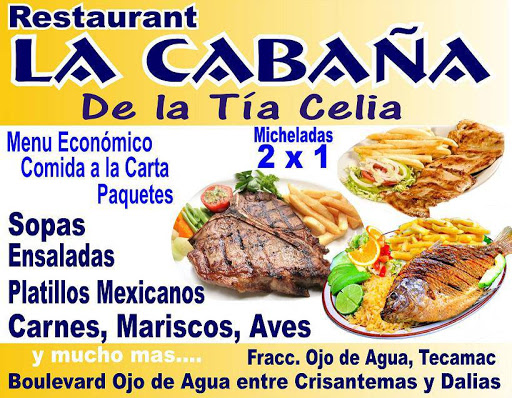 Restaurant
LA CABAÑA
De la Tía Celia
Menu Económico
Comida a la Carta
Paquetes
Micheladas
2 x 1
Sopas
Ensaladas
Platillos Mexicanos
Carnes, Mariscos, Aves
y mucho mas....
Fracc. Ojo de Agua, Tecamac
Boulevard Ojo de Agua entre Crisantemas y Dalias